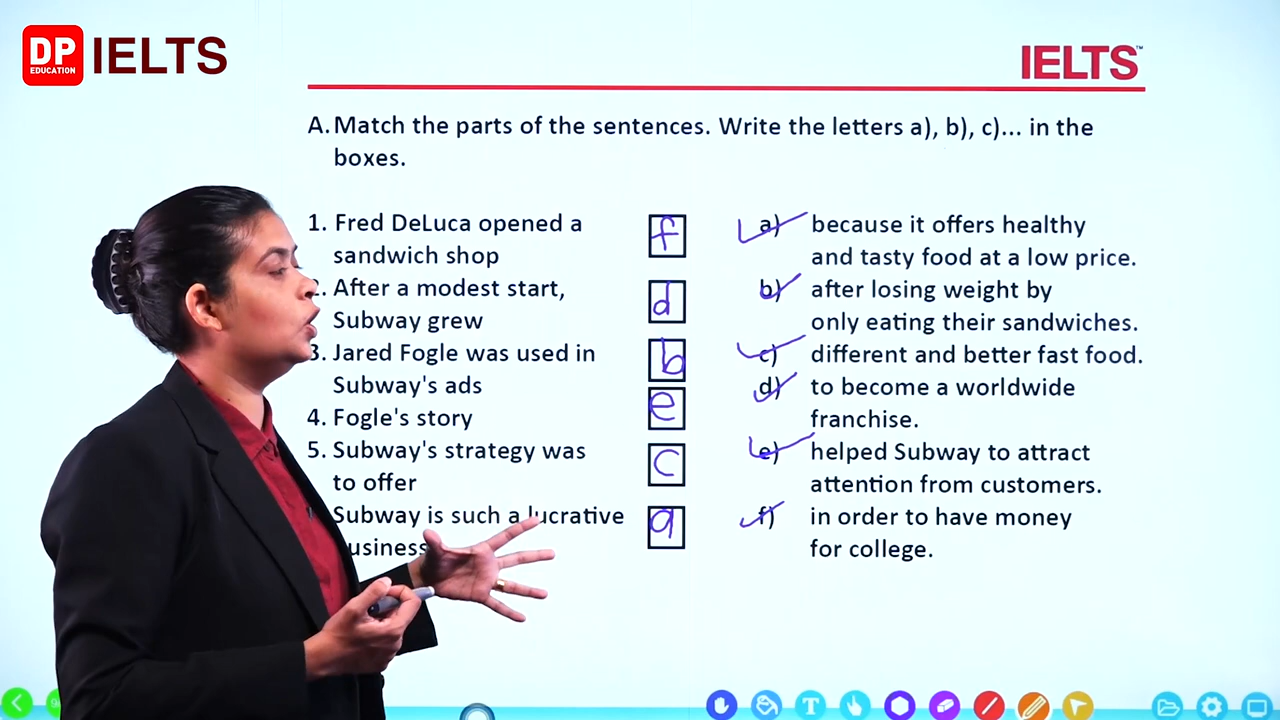 DP
EDUCATION
IELTS
IELTS™
A. Match the parts of the sentences. Write the letters a), b), c)... in the
boxes.
1. Fred DeLuca opened a
sandwich shop
f
a) because it offers healthy
and tasty food at a low price.
After a modest start,
Subway grew
d
b) after losing weight by
only eating their sandwiches.
3. Jared Fogle was used in
Subway's ads
b
c) different and better fast food.
4. Fogle's story
e
d) to become a worldwide
franchise.
5. Subway's strategy was
to offer
c
e) helped Subway to attract
attention from customers.
Subway is such a lucrative
a
f) in order to have money
for college.
T